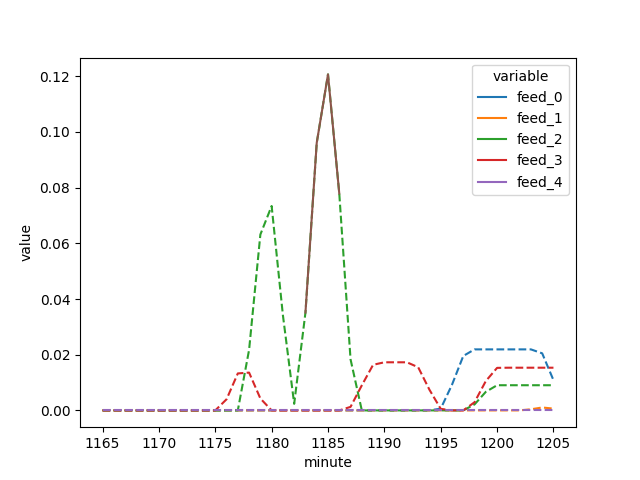 variable
feed_0
feed_1
feed_2
feed_3
feed_4
value
0.12
0.10
0.08
0.06
0.04
0.02
0.00
1165 1170 1175 1180 1185 1190 1195 1200 1205
minute